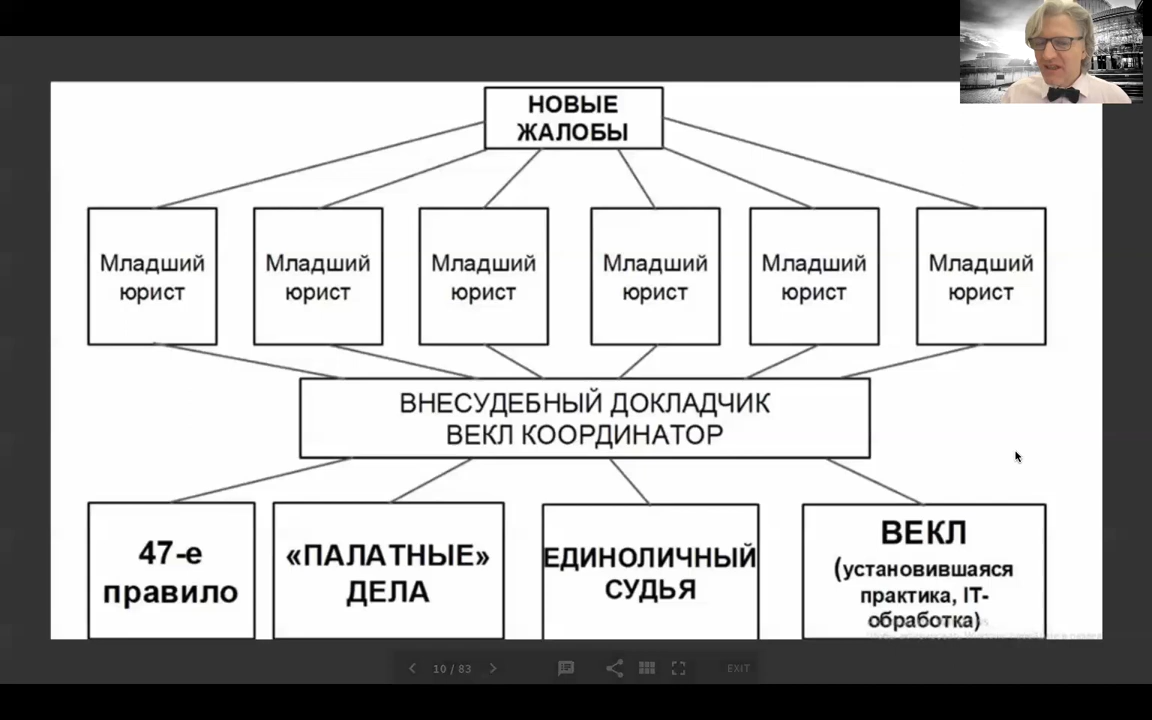 НОВЫЕ
ЖАЛОБЫ
Младший
юрист
Младший
юрист
Младший
юрист
Младший
юрист
Младший
юрист
Младший
юрист
ВНЕСУДЕБНЫЙ ДОКЛАДЧИК
ВЕКЛ КООРДИНАТОР
47-е
правило
«ПАЛАТНЫЕ»
ДЕЛА
ЕДИНОЛИЧНЫЙ
СУДЬЯ
ВЕКЛ
(установившаяся
практика, IT-
обработка)
10 / 83
EXIT